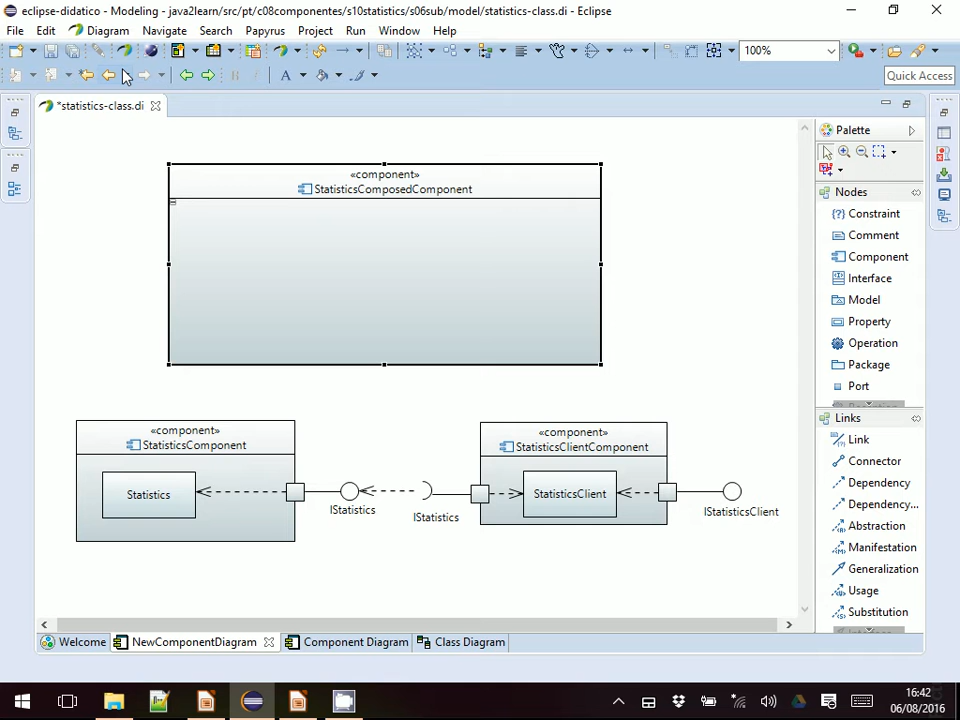 eclipse-didatico - Modeling - java2learn/src/pt/c08componentes/s10statistics/s06sub/model/statistics-class.di - Eclipse
File Edit Diagram Navigate Search Papyrus Project Run Window Help
100%
B I A
Quick Access
*statistics-class.di
Palette
Nodes
Constraint
Comment
Component
Interface
Model
Property
Operation
Package
Port
Links
Link
Connector
Dependency
Dependency...
Abstraction
Manifestation
Generalization
Usage
Substitution
«component»
StatisticsComposedComponent
«component»
StatisticsComponent
Statistics
IStatistics
IStatistics
«component»
StatisticsClientComponent
StatisticsClient
IStatisticsClient
Welcome NewComponentDiagram Component Diagram Class Diagram
16:42
06/08/2016